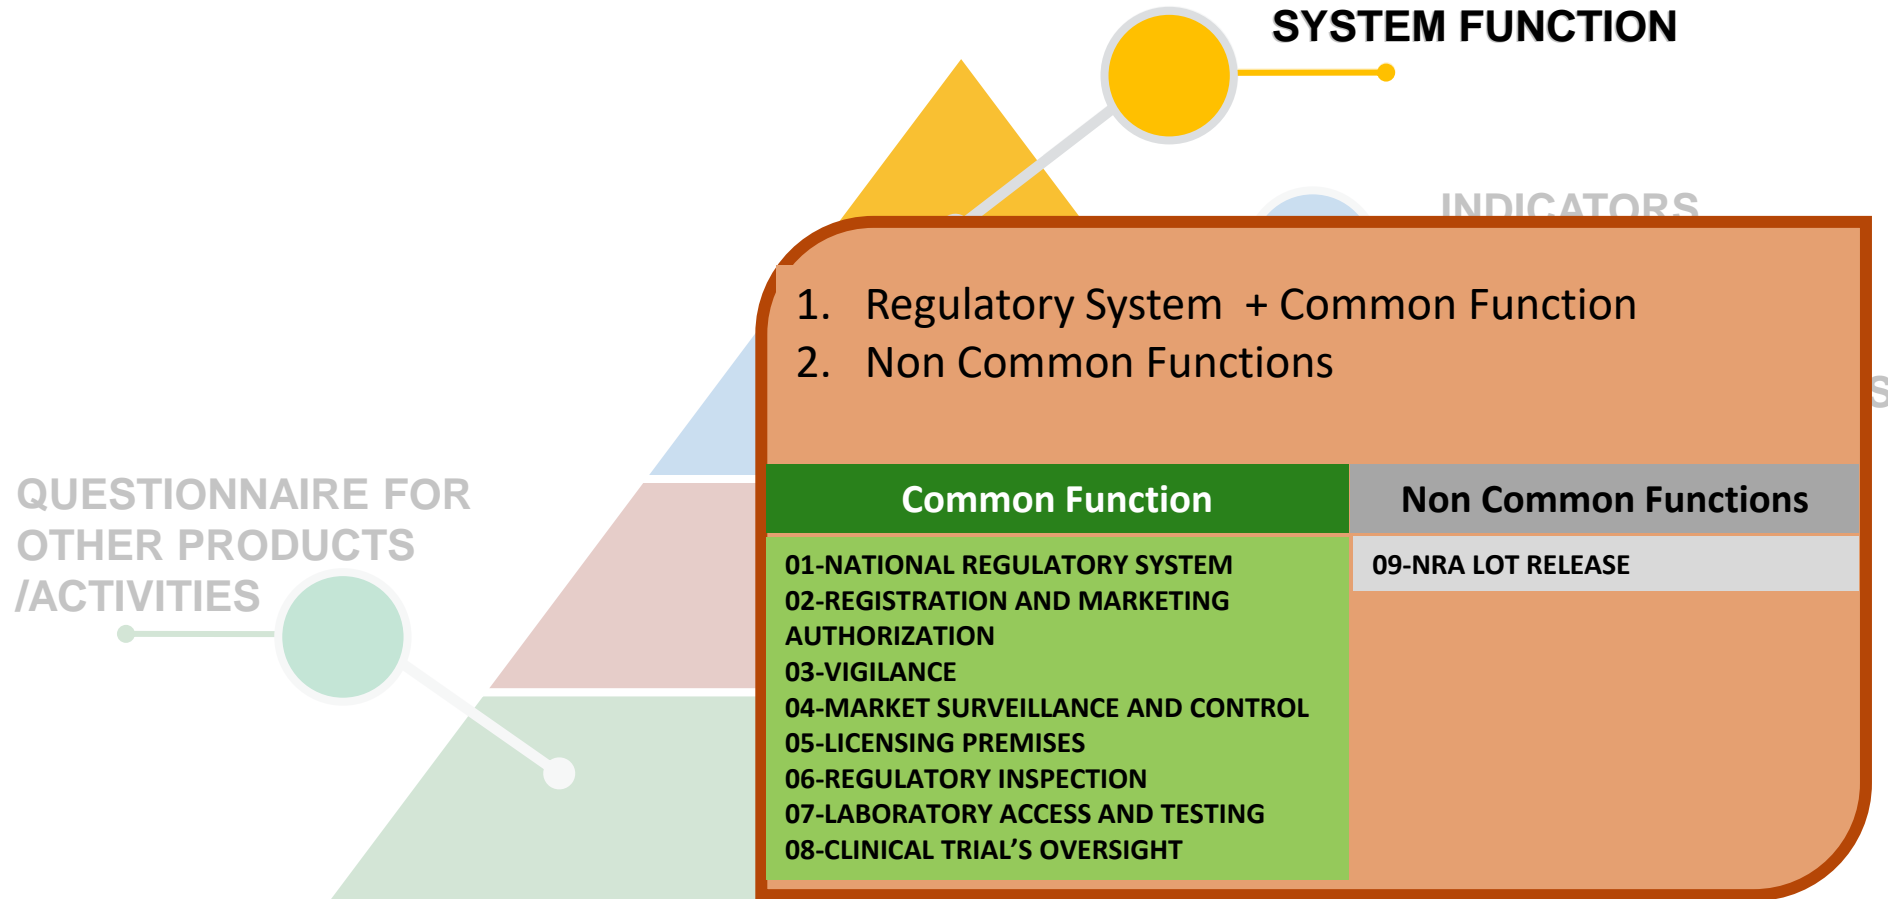 SYSTEM FUNCTION
INDICATORS
1. Regulatory System + Common Function
2. Non Common Functions
QUESTIONNAIRE FOR
OTHER PRODUCTS
/ACTIVITIES
Common Function
Non Common Functions
01-NATIONAL REGULATORY SYSTEM
02-REGISTRATION AND MARKETING
AUTHORIZATION
03-VIGILANCE
04-MARKET SURVEILLANCE AND CONTROL
05-LICENSING PREMISES
06-REGULATORY INSPECTION
07-LABORATORY ACCESS AND TESTING
08-CLINICAL TRIAL’S OVERSIGHT
09-NRA LOT RELEASE